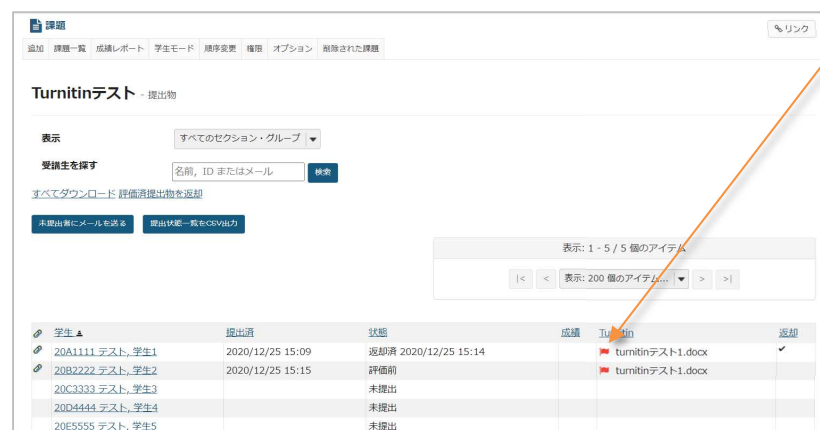 課題
リンク
追加 課題一覧 成績レポート 学生モード 順序変更 権限 オプション 削除された課題
Turnitinテスト - 提出物
表示 すべてのセクション・グループ
受講生を探す 名前, ID またはメール 検索
すべてダウンロード 評価済提出物を返却
未提出者にメールを送る 提出状態一覧をCSV出力
表示: 1 - 5 / 5 個のアイテム
|< < 表示: 200 個のアイテム... > >|
学生 提出済 状態 成績 Turnitin 返却
20A1111 テスト, 学生1 2020/12/25 15:09 返却済 2020/12/25 15:14 turnitinテスト1.docx ✔
20B2222 テスト, 学生2 2020/12/25 15:15 評価前 turnitinテスト1.docx
20C3333 テスト, 学生3 未提出
20D4444 テスト, 学生4 未提出
20E5555 テスト, 学生5 未提出